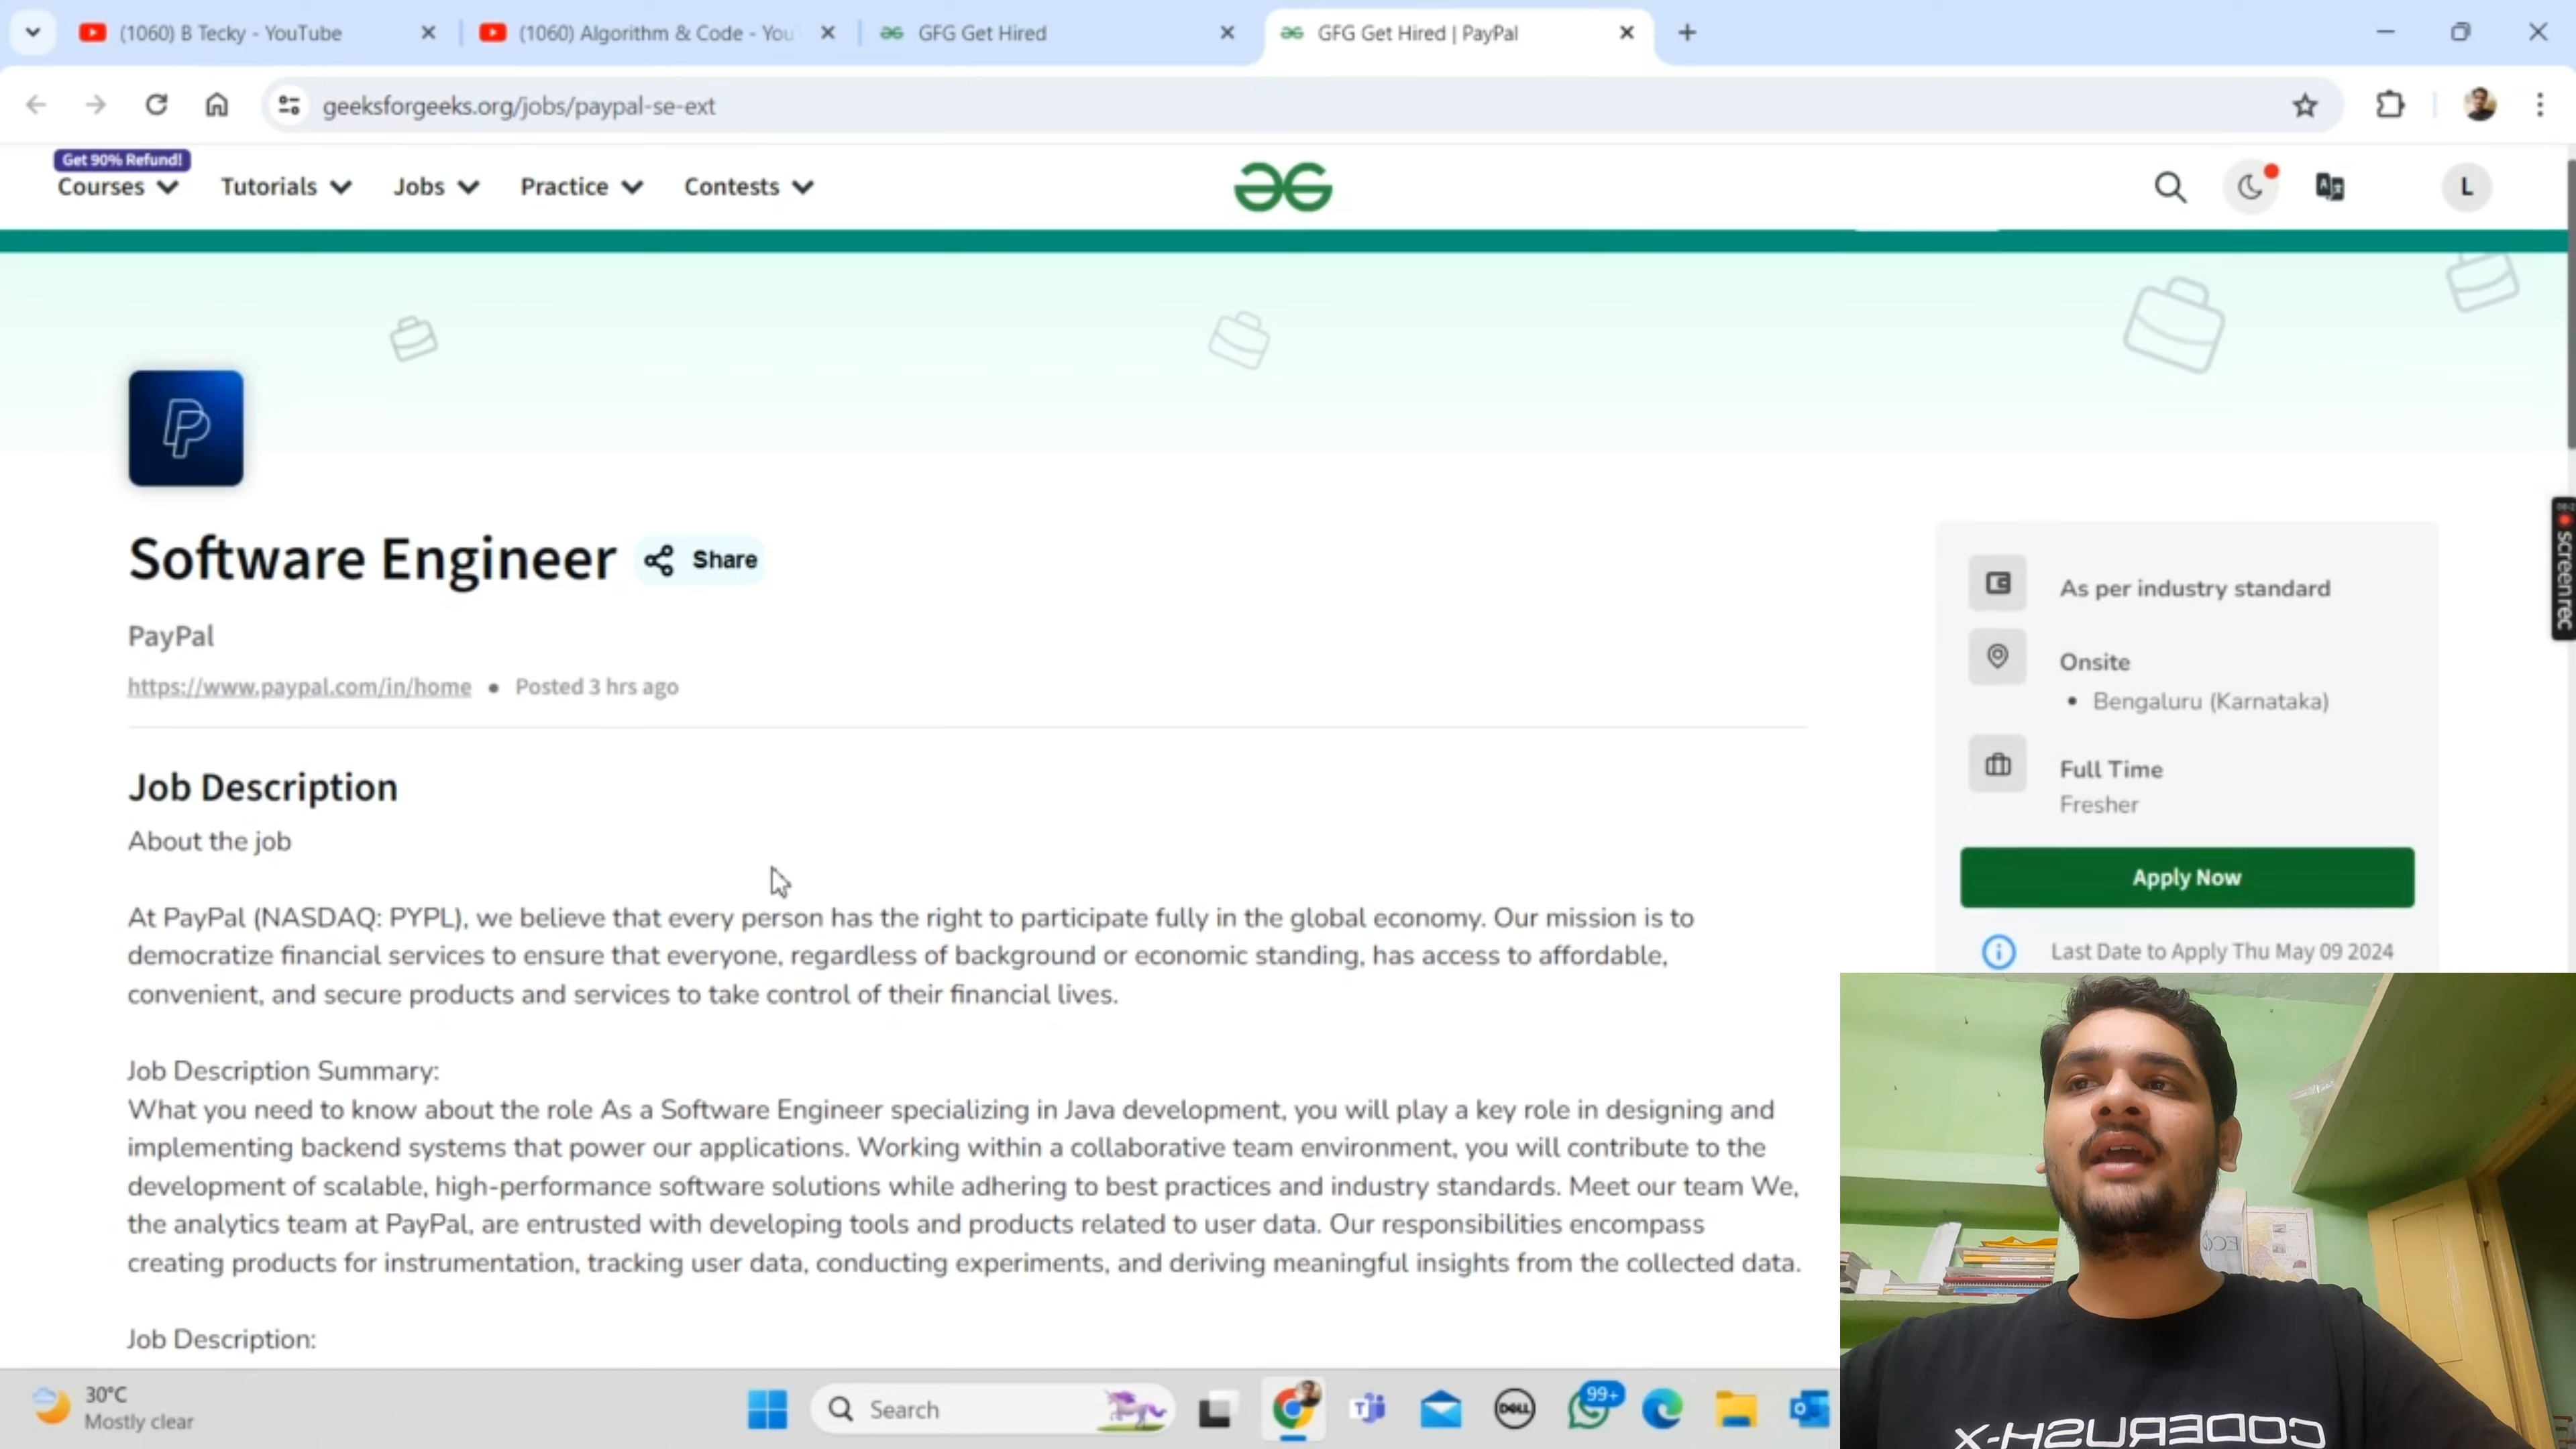 (1060) B Tecky - YouTube
(1060) Algorithm & Code - You
GFG Get Hired
GFG Get Hired | PayPal
geeksforgeeks.org/jobs/paypal-se-ext
Get 90% Refund!
Courses
Tutorials
Jobs
Practice
Contests
L
Software Engineer
Share
PayPal
https://www.paypal.com/in/home • Posted 3 hrs ago
As per industry standard
Onsite
• Bengaluru (Karnataka)
Full Time
Fresher
Apply Now
Last Date to Apply Thu May 09 2024
screenrec
Job Description
About the job
At PayPal (NASDAQ: PYPL), we believe that every person has the right to participate fully in the global economy. Our mission is to
democratize financial services to ensure that everyone, regardless of background or economic standing, has access to affordable,
convenient, and secure products and services to take control of their financial lives.
Job Description Summary:
What you need to know about the role As a Software Engineer specializing in Java development, you will play a key role in designing and
implementing backend systems that power our applications. Working within a collaborative team environment, you will contribute to the
development of scalable, high-performance software solutions while adhering to best practices and industry standards. Meet our team We,
the analytics team at PayPal, are entrusted with developing tools and products related to user data. Our responsibilities encompass
creating products for instrumentation, tracking user data, conducting experiments, and deriving meaningful insights from the collected data.
Job Description:
CODERUSH-X
30°C
Mostly clear
Search
DELL
99+